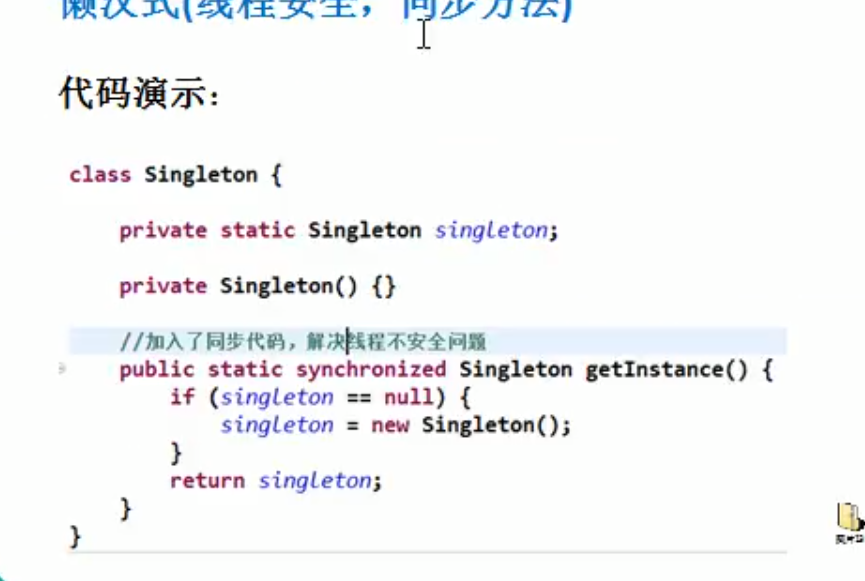 懒汉式(线程安全，同步方法)
代码演示：
class Singleton {
private static Singleton singleton;
private Singleton() {}
//加入了同步代码，解决线程不安全问题
public static synchronized Singleton getInstance() {
if (singleton == null) {
singleton = new Singleton();
}
return singleton;
}
}